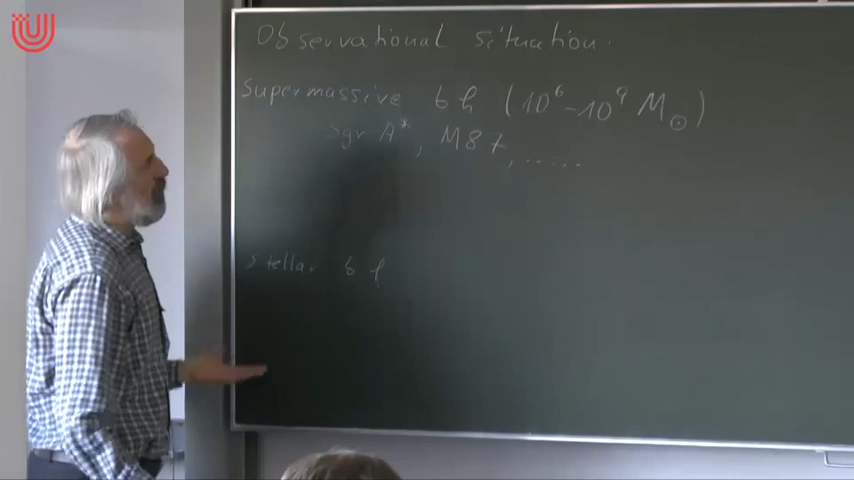 Observational situation.
Supermassive bh (10⁶-10⁹ M☉)
Sgr A*, M87, ......
stellar bh